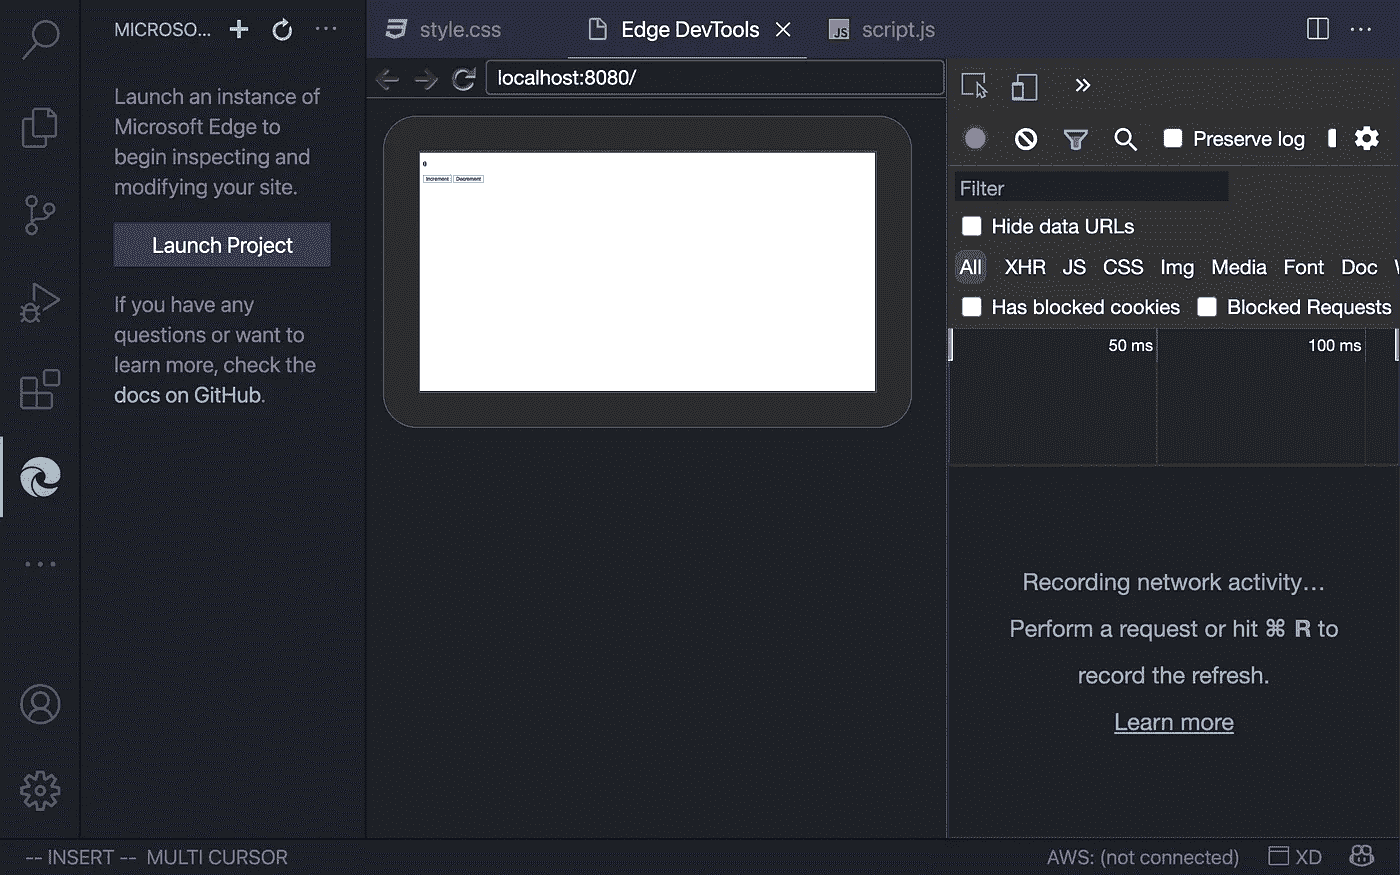 MICROSO...
style.css
Edge DevTools
script.js
JS
localhost:8080/
Launch an instance of
Microsoft Edge to
begin inspecting and
modifying your site.
Launch Project
If you have any
questions or want to
learn more, check the
docs on GitHub.
0
Increment Decrement
Preserve log
Filter
Hide data URLs
All XHR JS CSS Img Media Font Doc
Has blocked cookies Blocked Requests
50 ms 100 ms
Recording network activity…
Perform a request or hit ⌘ R to
record the refresh.
Learn more
-- INSERT -- MULTI CURSOR
AWS: (not connected) XD